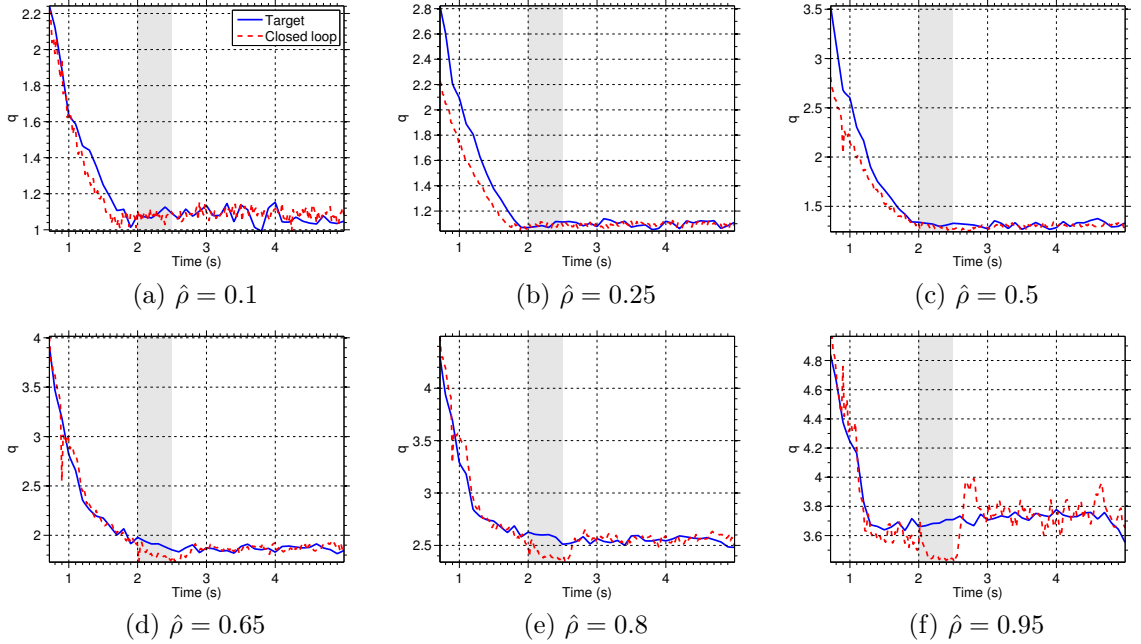 2.2
2
1.8
1.6
1.4
1.2
1
q
Target
Closed loop
1 2 3 4
Time (s)
(a) ρ̂ = 0.1
2.8
2.6
2.4
2.2
2
1.8
1.6
1.4
1.2
q
1 2 3 4
Time (s)
(b) ρ̂ = 0.25
3.5
3
2.5
2
1.5
q
1 2 3 4
Time (s)
(c) ρ̂ = 0.5
4
3.5
3
2.5
2
q
1 2 3 4
Time (s)
(d) ρ̂ = 0.65
4
3.5
3
2.5
q
1 2 3 4
Time (s)
(e) ρ̂ = 0.8
4.8
4.6
4.4
4.2
4
3.8
3.6
q
1 2 3 4
Time (s)
(f) ρ̂ = 0.95